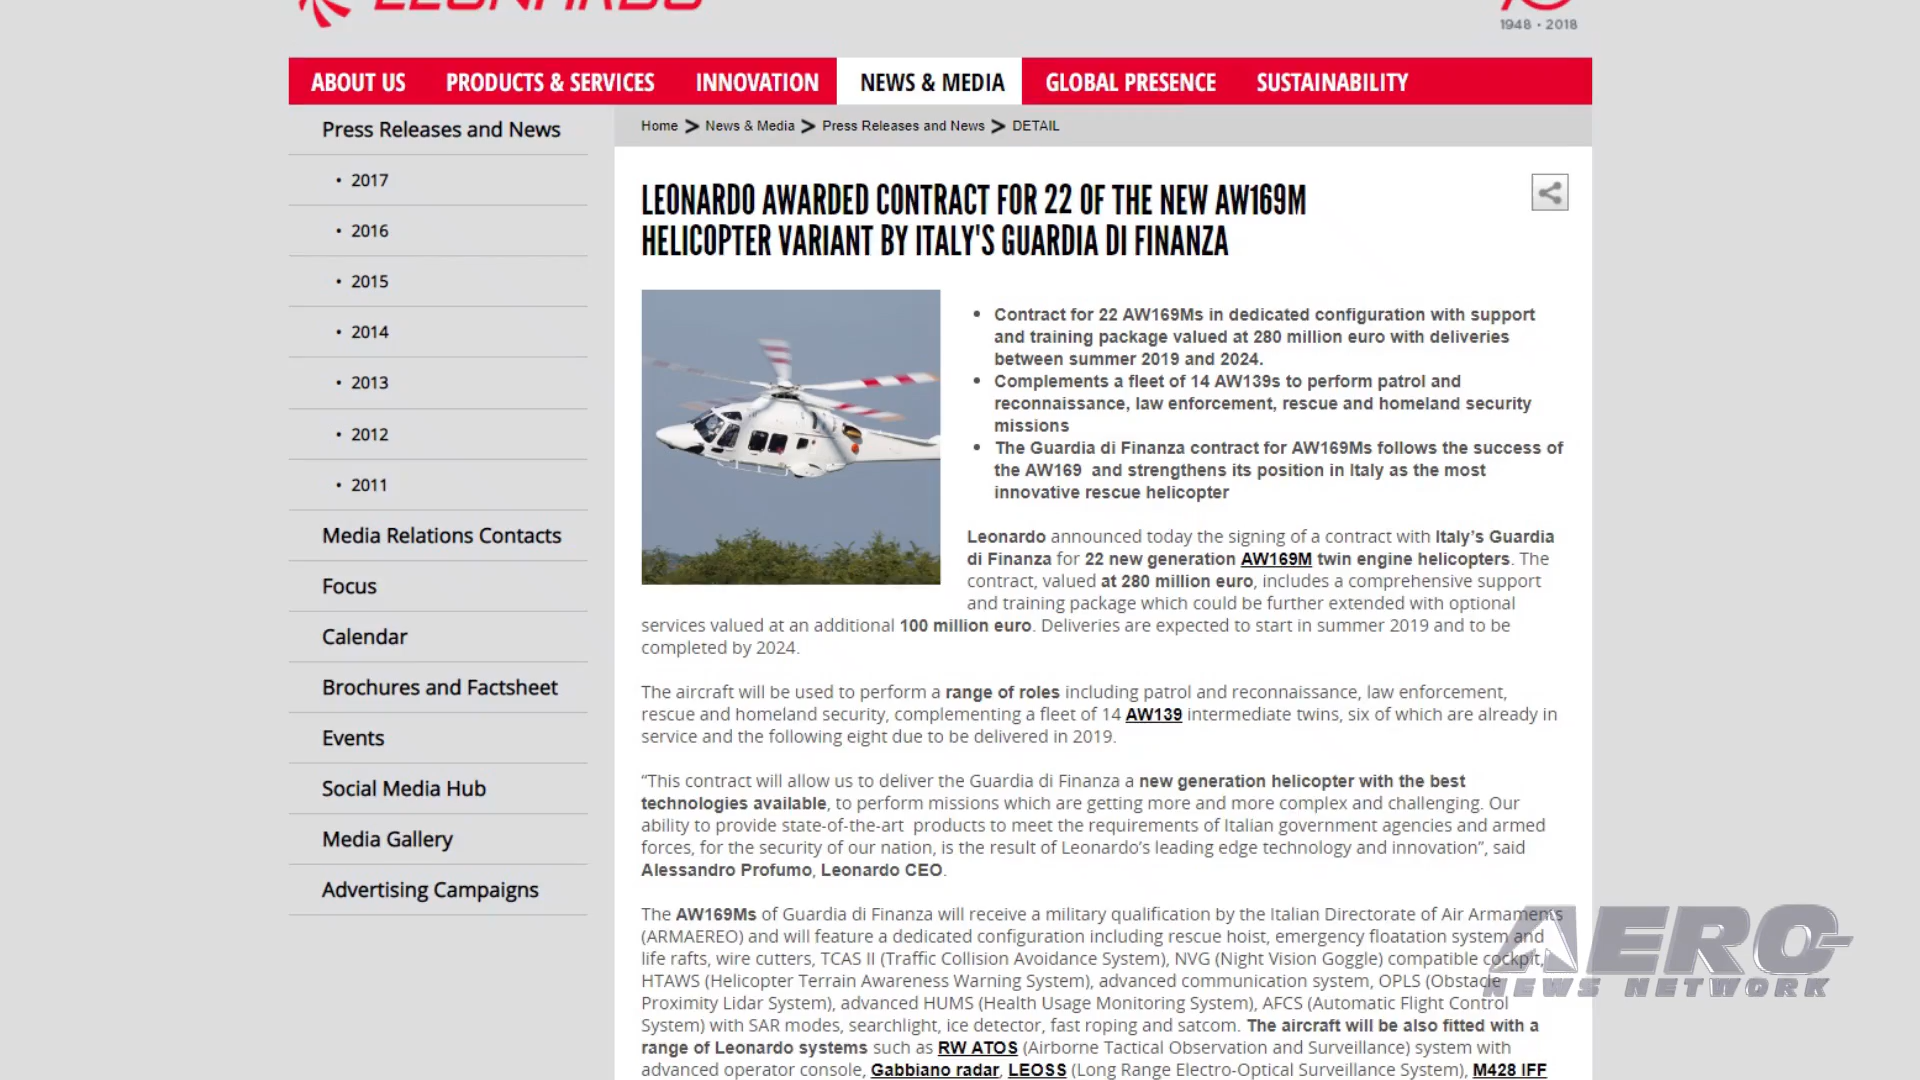 LEONARDO
1948 • 2018
ABOUT US PRODUCTS & SERVICES INNOVATION NEWS & MEDIA GLOBAL PRESENCE SUSTAINABILITY
Home > News & Media > Press Releases and News > DETAIL
Press Releases and News
• 2017
• 2016
• 2015
• 2014
• 2013
• 2012
• 2011
Media Relations Contacts
Focus
Calendar
Brochures and Factsheet
Events
Social Media Hub
Media Gallery
Advertising Campaigns
LEONARDO AWARDED CONTRACT FOR 22 OF THE NEW AW169M
HELICOPTER VARIANT BY ITALY'S GUARDIA DI FINANZA
• Contract for 22 AW169Ms in dedicated configuration with support
and training package valued at 280 million euro with deliveries
between summer 2019 and 2024.
• Complements a fleet of 14 AW139s to perform patrol and
reconnaissance, law enforcement, rescue and homeland security
missions
• The Guardia di Finanza contract for AW169Ms follows the success of
the AW169 and strengthens its position in Italy as the most
innovative rescue helicopter
Leonardo announced today the signing of a contract with Italy’s Guardia
di Finanza for 22 new generation AW169M twin engine helicopters. The
contract, valued at 280 million euro, includes a comprehensive support
and training package which could be further extended with optional
services valued at an additional 100 million euro. Deliveries are expected to start in summer 2019 and to be
completed by 2024.
The aircraft will be used to perform a range of roles including patrol and reconnaissance, law enforcement,
rescue and homeland security, complementing a fleet of 14 AW139 intermediate twins, six of which are already in
service and the following eight due to be delivered in 2019.
“This contract will allow us to deliver the Guardia di Finanza a new generation helicopter with the best
technologies available, to perform missions which are getting more and more complex and challenging. Our
ability to provide state-of-the-art products to meet the requirements of Italian government agencies and armed
forces, for the security of our nation, is the result of Leonardo’s leading edge technology and innovation”, said
Alessandro Profumo, Leonardo CEO.
The AW169Ms of Guardia di Finanza will receive a military qualification by the Italian Directorate of Air Armaments
(ARMAEREO) and will feature a dedicated configuration including rescue hoist, emergency floatation system and
life rafts, wire cutters, TCAS II (Traffic Collision Avoidance System), NVG (Night Vision Goggle) compatible cockpit,
HTAWS (Helicopter Terrain Awareness Warning System), advanced communication system, OPLS (Obstacle
Proximity Lidar System), advanced HUMS (Health Usage Monitoring System), AFCS (Automatic Flight Control
System) with SAR modes, searchlight, ice detector, fast roping and satcom. The aircraft will be also fitted with a
range of Leonardo systems such as RW ATOS (Airborne Tactical Observation and Surveillance) system with
advanced operator console, Gabbiano radar, LEOSS (Long Range Electro-Optical Surveillance System), M428 IFF
AERO-
NEWS NETWORK